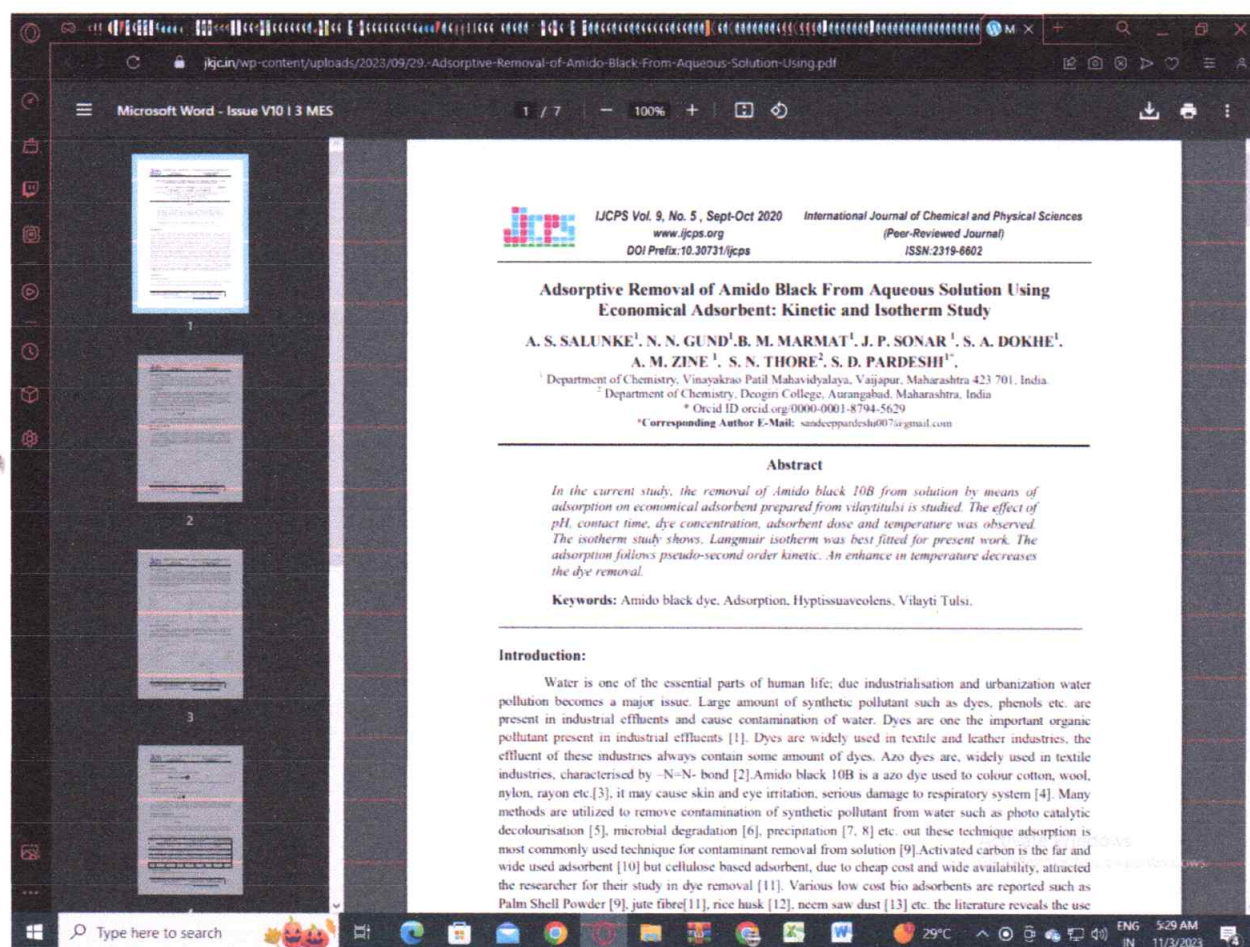 M
jkjc.in/wp-content/uploads/2023/09/29.-Adsorptive-Removal-of-Amido-Black-From-Aqueous-Solution-Using.pdf
Microsoft Word - Issue V10 I 3 MES
1 / 7
100%
1
2
3
IJCPS Vol. 9, No. 5 , Sept-Oct 2020 International Journal of Chemical and Physical Sciences
www.ijcps.org (Peer-Reviewed Journal)
DOI Prefix:10.30731/ijcps ISSN:2319-6602
Adsorptive Removal of Amido Black From Aqueous Solution Using
Economical Adsorbent: Kinetic and Isotherm Study
A. S. SALUNKE1. N. N. GUND1.B. M. MARMAT1. J. P. SONAR 1. S. A. DOKHE1.
A. M. ZINE 1. S. N. THORE2. S. D. PARDESHI1*.
1 Department of Chemistry, Vinayakrao Patil Mahavidyalaya, Vaijapur, Maharashtra 423 701, India.
2 Department of Chemistry, Deogiri College, Aurangabad, Maharashtra, India
* Orcid ID orcid.org/0000-0001-8794-5629
*Corresponding Author E-Mail: sandeeppardeshi007@gmail.com
Abstract
In the current study, the removal of Amido black 10B from solution by means of
adsorption on economical adsorbent prepared from vilaytitulsi is studied. The effect of
pH, contact time, dye concentration, adsorbent dose and temperature was observed.
The isotherm study shows, Langmuir isotherm was best fitted for present work. The
adsorption follows pseudo-second order kinetic. An enhance in temperature decreases
the dye removal.
Keywords: Amido black dye, Adsorption, Hyptissuaveolens, Vilayti Tulsi.
Introduction:
Water is one of the essential parts of human life; due industrialisation and urbanization water
pollution becomes a major issue. Large amount of synthetic pollutant such as dyes, phenols etc. are
present in industrial effluents and cause contamination of water. Dyes are one the important organic
pollutant present in industrial effluents [1]. Dyes are widely used in textile and leather industries, the
effluent of these industries always contain some amount of dyes. Azo dyes are, widely used in textile
industries, characterised by –N=N- bond [2].Amido black 10B is a azo dye used to colour cotton, wool,
nylon, rayon etc.[3], it may cause skin and eye irritation, serious damage to respiratory system [4]. Many
methods are utilized to remove contamination of synthetic pollutant from water such as photo catalytic
decolourisation [5], microbial degradation [6], precipitation [7, 8] etc. out these technique adsorption is
most commonly used technique for contaminant removal from solution [9].Activated carbon is the far and
wide used adsorbent [10] but cellulose based adsorbent, due to cheap cost and wide availability, attracted
the researcher for their study in dye removal [11]. Various low cost bio adsorbents are reported such as
Palm Shell Powder [9], jute fibre[11], rice husk [12], neem saw dust [13] etc. the literature reveals the use
Type here to search
29°C
ENG
IN
5:29 AM
11/3/2023